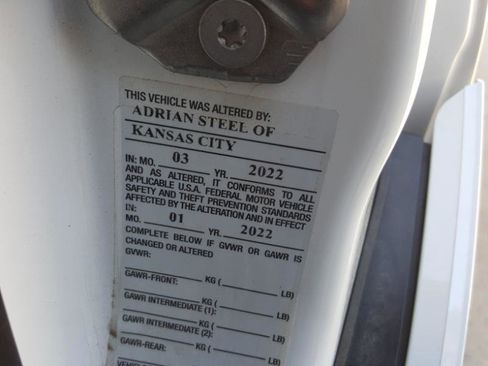 THIS VEHICLE WAS ALTERED BY:
ADRIAN STEEL OF
KANSAS CITY
IN: MO. 03 YR. 2022
AND AS ALTERED, IT CONFORMS TO ALL
APPLICABLE U.S.A. FEDERAL MOTOR VEHICLE
SAFETY AND THEFT PREVENTION STANDARDS
AFFECTED BY THE ALTERATION AND IN EFFECT
IN:
MO. 01 YR. 2022
COMPLETE BELOW IF GVWR OR GAWR IS
CHANGED OR ALTERED
GVWR:
KG ( LB)
GAWR-FRONT:
KG ( LB)
GAWR INTERMEDIATE (1):
KG ( LB)
GAWR INTERMEDIATE (2):
KG ( LB)
GAWR-REAR:
KG ( LB)